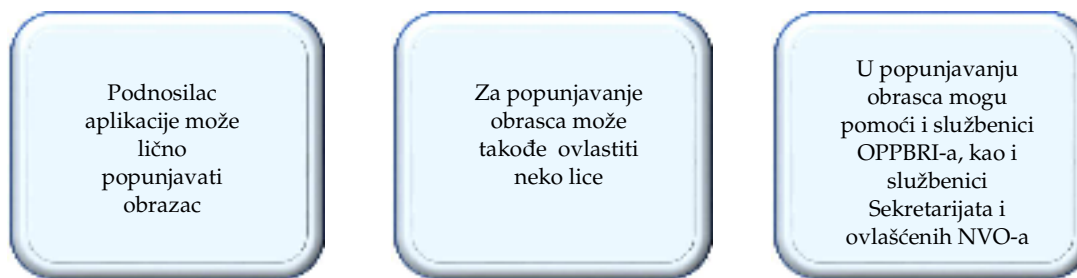 Podnosilac
aplikacije može
lično
popunjavati
obrazac
Za popunjavanje
obrasca može
takođe ovlastiti
neko lice
U popunjavanju
obrasca mogu
pomoći i službenici
OPPBRI-a, kao i
službenici
Sekretarijata i
ovlašćenih NVO-a